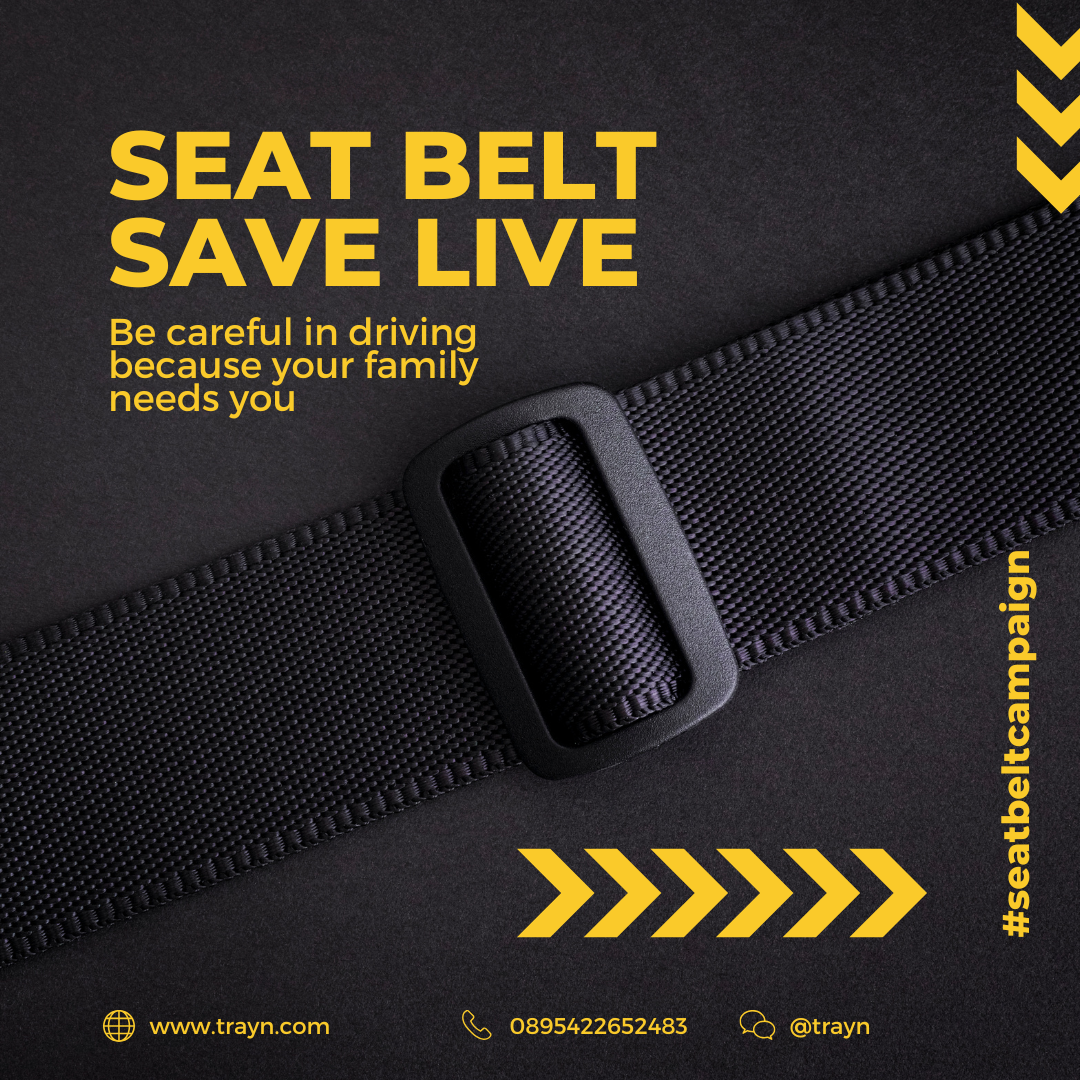 SEAT BELT
SAVE LIVE
Be careful in driving
because your family
needs you
#seatbeltcampaign
www.trayn.com
0895422652483
@trayn